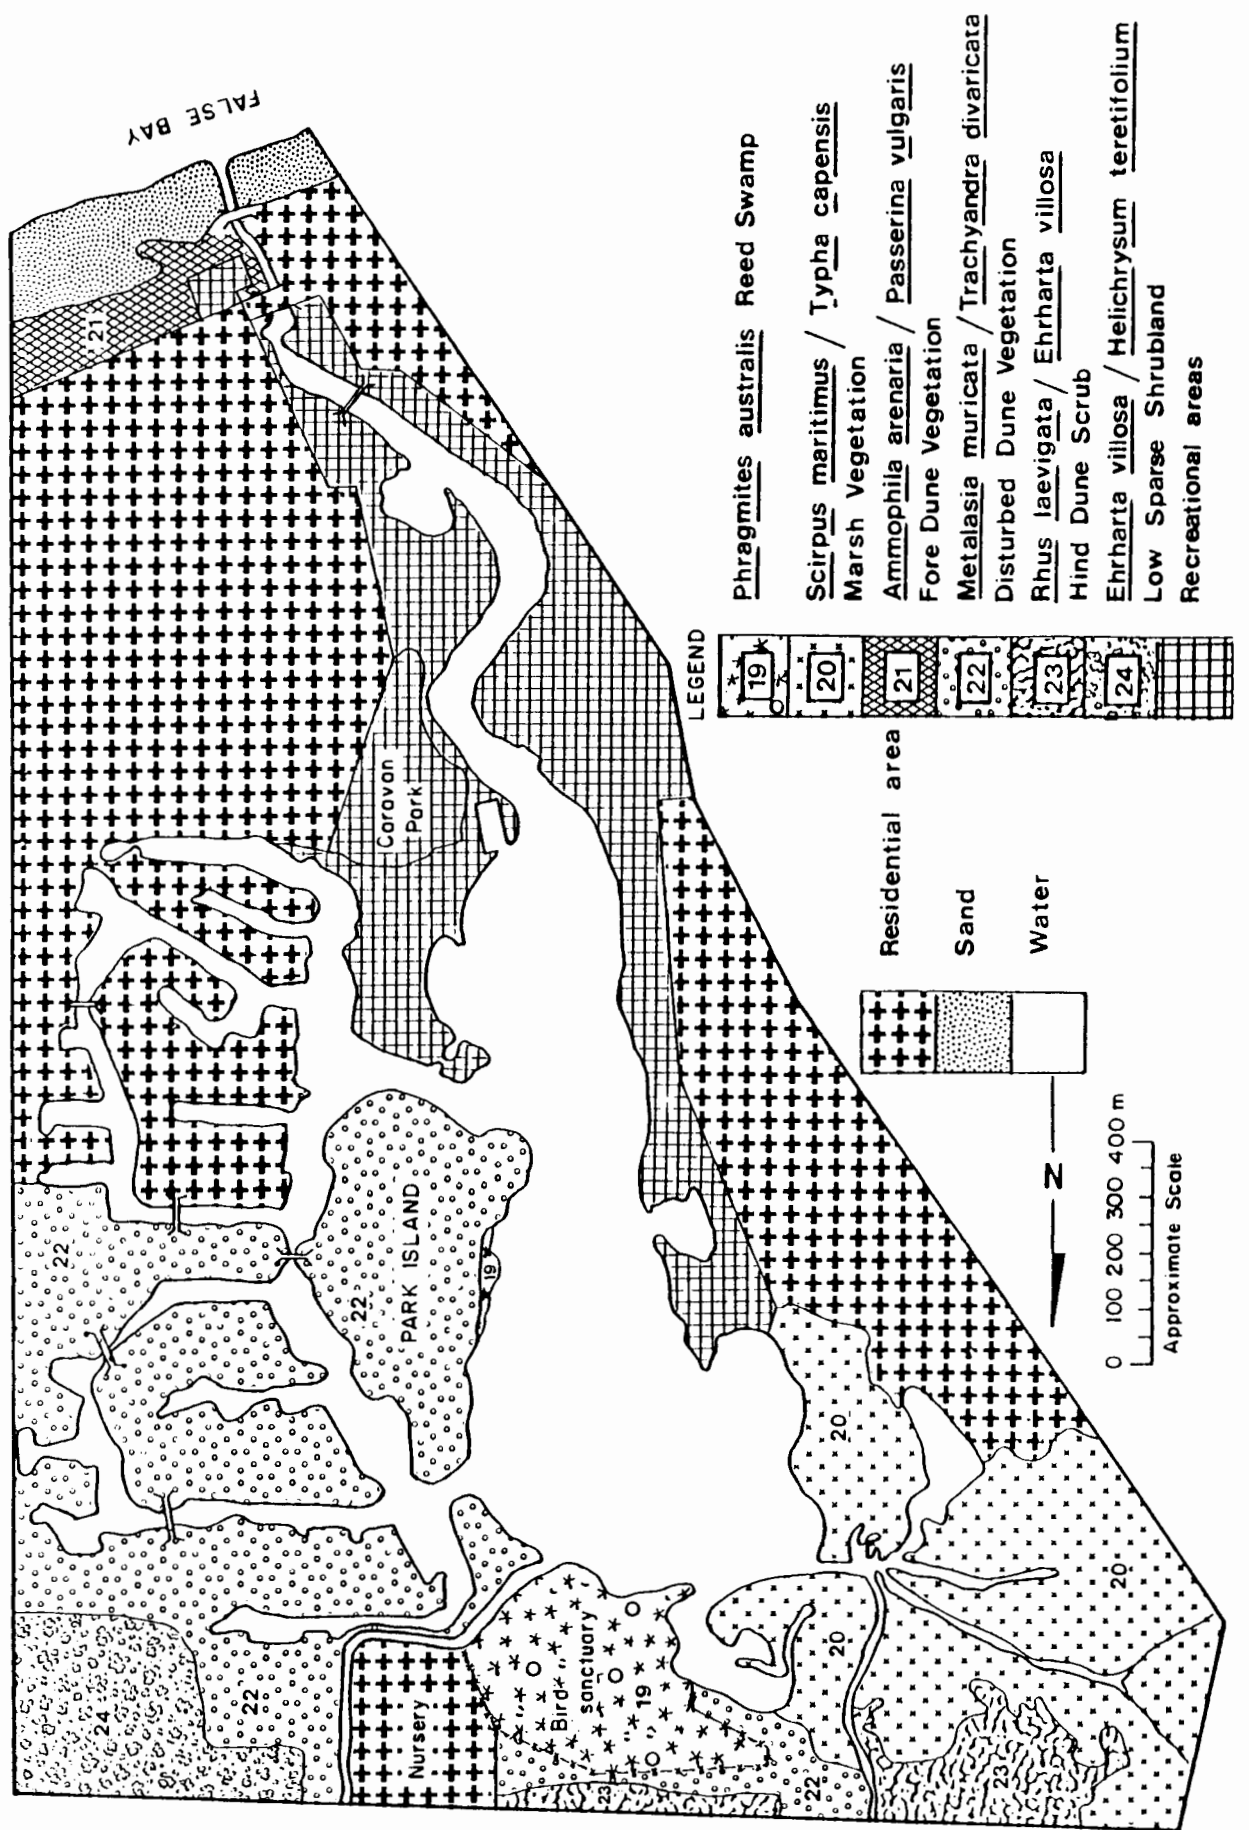 FALSE BAY
21
Caravan
Park
22
22
PARK ISLAND
19
24
22
Nursery
"Bird"
sanctuary
"19"
23
22
20
20
20
23
LEGEND
19 Phragmites australis Reed Swamp
20 Scirpus maritimus / Typha capensis
Marsh Vegetation
21 Ammophila arenaria / Passerina vulgaris
Fore Dune Vegetation
22 Metalasia muricata / Trachyandra divaricata
Disturbed Dune Vegetation
23 Rhus laevigata / Ehrharta villosa
Hind Dune Scrub
24 Ehrharta villosa / Helichrysum teretifolium
Low Sparse Shrubland
Recreational areas
Residential area
Sand
Water
N
0 100 200 300 400 m
Approximate Scale